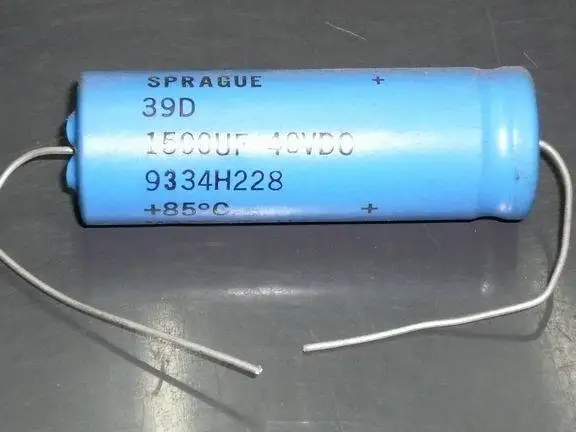 SPRAGUE +
39D
1500UF 40VDC
9334H228
+85°C +